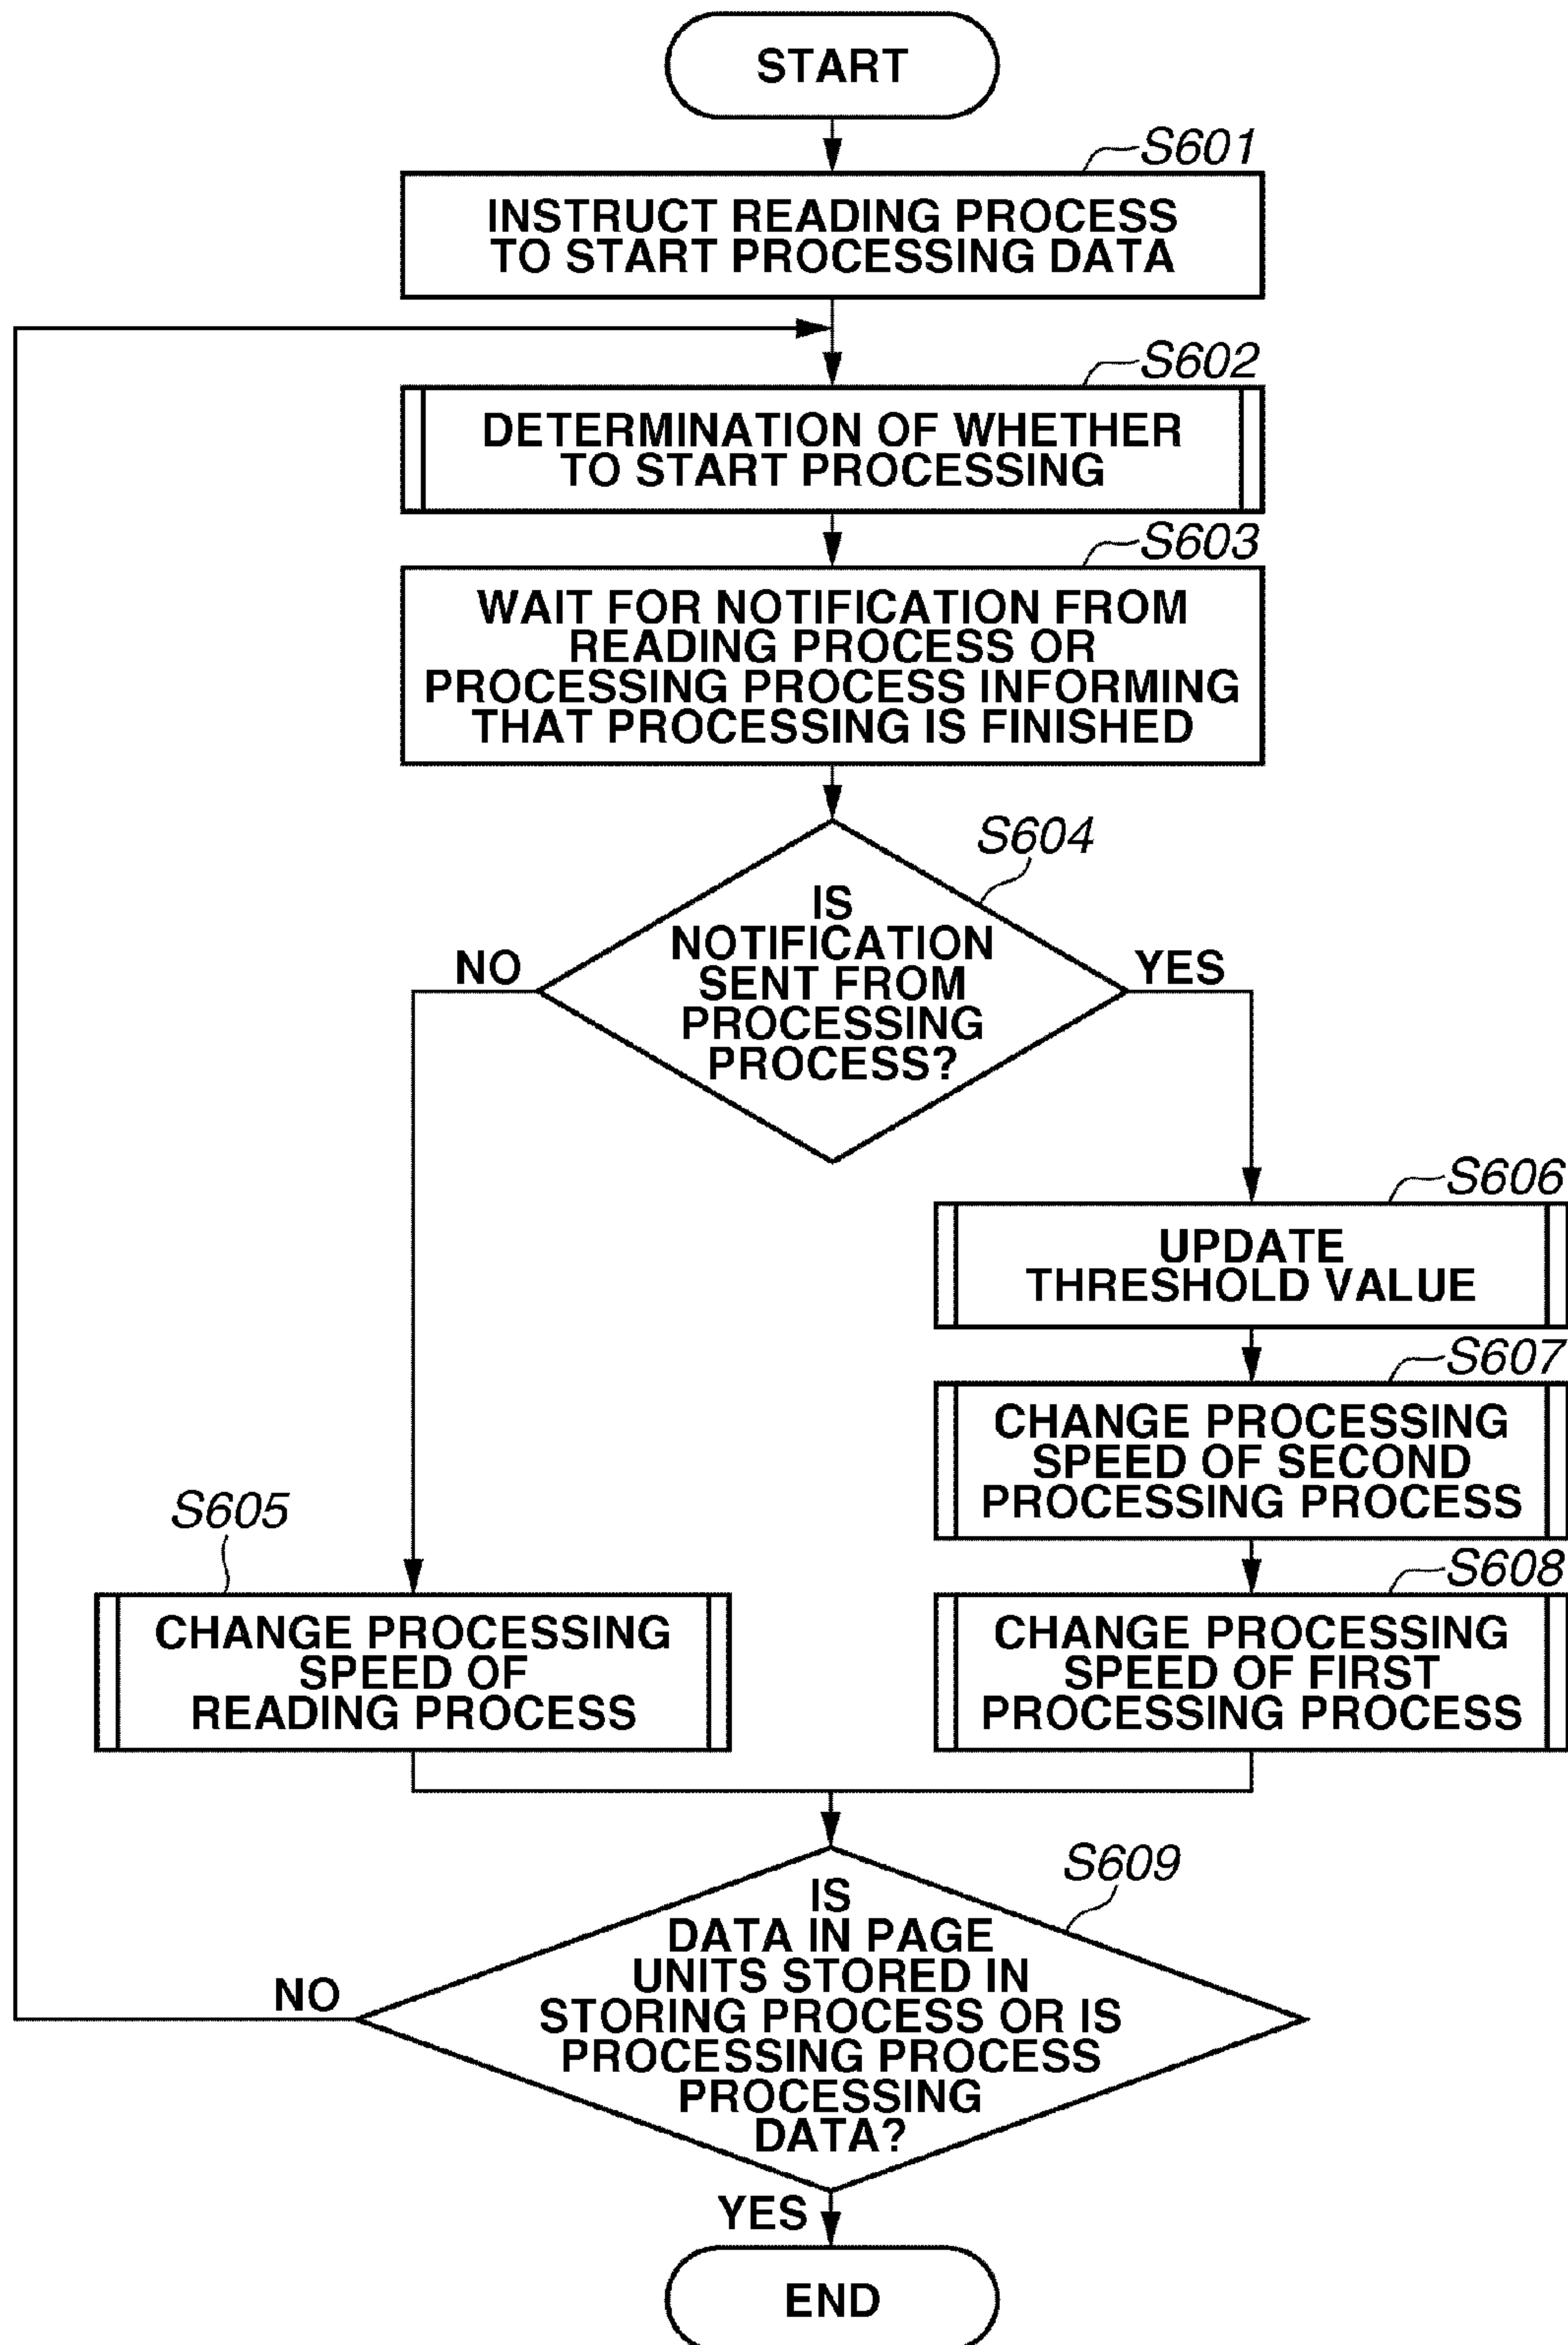 START
S601
INSTRUCT READING PROCESS
TO START PROCESSING DATA
S602
DETERMINATION OF WHETHER
TO START PROCESSING
S603
WAIT FOR NOTIFICATION FROM
READING PROCESS OR
PROCESSING PROCESS INFORMING
THAT PROCESSING IS FINISHED
S604
IS
NOTIFICATION
SENT FROM
PROCESSING
PROCESS?
NO
YES
S606
UPDATE
THRESHOLD VALUE
S607
CHANGE PROCESSING
SPEED OF SECOND
PROCESSING PROCESS
S605
CHANGE PROCESSING
SPEED OF
READING PROCESS
S608
CHANGE PROCESSING
SPEED OF FIRST
PROCESSING PROCESS
S609
IS
DATA IN PAGE
UNITS STORED IN
STORING PROCESS OR IS
PROCESSING PROCESS
PROCESSING
DATA?
NO
YES
END